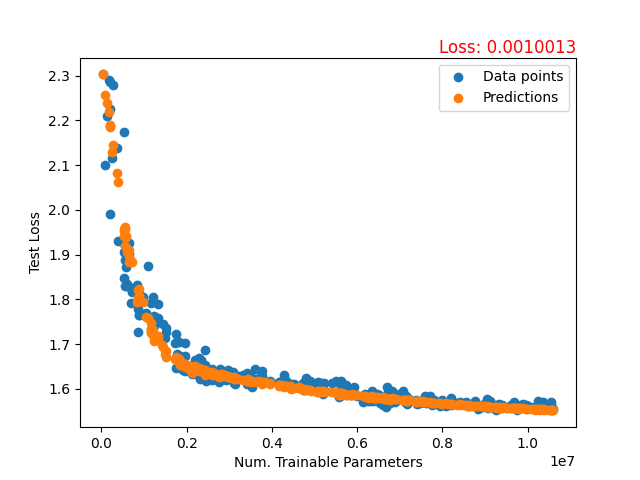 Loss: 0.0010013
Data points
Predictions
2.3
2.2
2.1
2.0
1.9
1.8
1.7
1.6
Test Loss
0.0 0.2 0.4 0.6 0.8 1.0
1e7
Num. Trainable Parameters